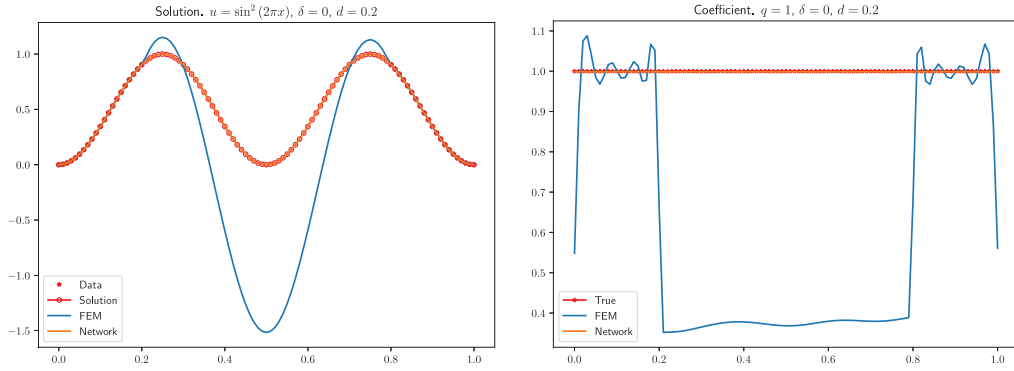 Solution. u = sin² (2πx), δ = 0, d = 0.2
1.0
0.5
0.0
−0.5
−1.0
−1.5
Data
Solution
FEM
Network
0.0 0.2 0.4 0.6 0.8 1.0
Coefficient. q = 1, δ = 0, d = 0.2
1.1
1.0
0.9
0.8
0.7
0.6
0.5
0.4
True
FEM
Network
0.0 0.2 0.4 0.6 0.8 1.0